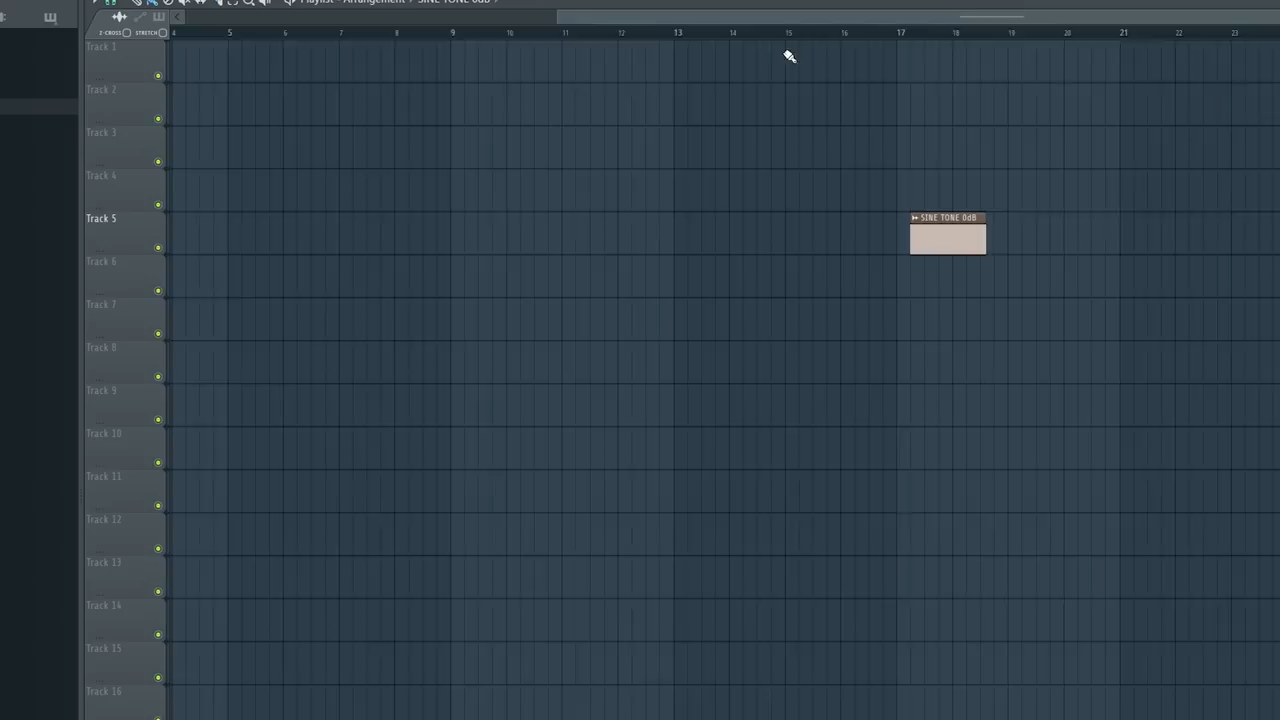 Playlist - Arrangement › SINE TONE 0dB ›
Z-CROSS STRETCH
4 5 6 7 8 9 10 11 12 13 14 15 16 17 18 19 20 21 22 23
Track 1
Track 2
Track 3
Track 4
Track 5
SINE TONE 0dB
Track 6
Track 7
Track 8
Track 9
Track 10
Track 11
Track 12
Track 13
Track 14
Track 15
Track 16